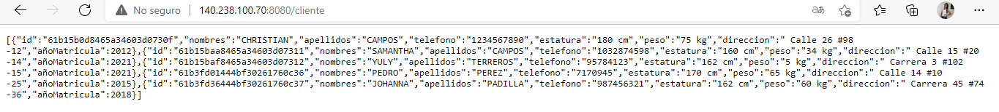 No seguro 140.238.100.70:8080/cliente aあ
[{"id":"61b15b0d8465a34603d0730f","nombres":"CHRISTIAN","apellidos":"CAMPOS","telefono":"1234567890","estatura":"180 cm","peso":"75 kg","direccion":" Calle 26 #98
-12","añoMatricula":2012},{"id":"61b15baa8465a34603d07311","nombres":"SAMANTHA","apellidos":"CAMPOS","telefono":"1032874598","estatura":"160 cm","peso":"34 kg","direccion":" Calle 15 #20
-14","añoMatricula":2021},{"id":"61b15baf8465a34603d07312","nombres":"YULY","apellidos":"TERREROS","telefono":"95784123","estatura":"162 cm","peso":"5 kg","direccion":" Carrera 3 #102
-15","añoMatricula":2021},{"id":"61b3fd01444bf30261760c36","nombres":"PEDRO","apellidos":"PEREZ","telefono":"7170945","estatura":"170 cm","peso":"65 kg","direccion":" Calle 14 #10
-25","añoMatricula":2015},{"id":"61b3fd36444bf30261760c37","nombres":"JOHANNA","apellidos":"PADILLA","telefono":"987456321","estatura":"162 cm","peso":"60 kg","direccion":" Carrera 45 #74
-36","añoMatricula":2018}]